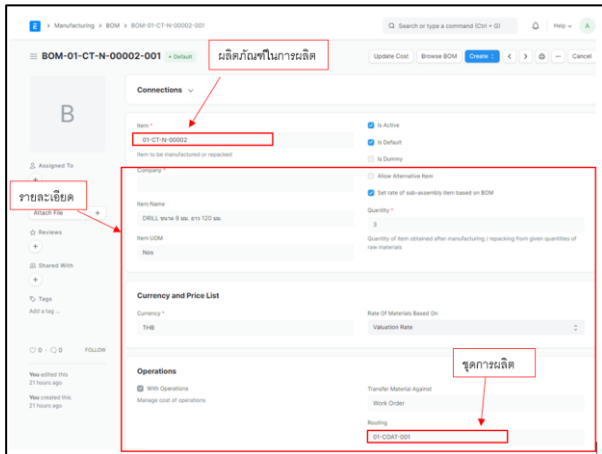 E
Manufacturing > BOM > BOM-01-CT-N-00002-001
Search or type a command (Ctrl + G)
Help
A
BOM-01-CT-N-00002-001
Default
ผลิตภัณฑ์ในการผลิต
Update Cost
Browse BOM
Create
Cancel
B
Connections
Item *
01-CT-N-00002
Item to be manufactured or repacked
Company *
Is Active
Is Default
Is Dummy
Allow Alternative Item
Set rate of sub-assembly item based on BOM
Assigned To
รายละเอียด
Attach File
Item Name
DRILL ขนาด 8 มม. ยาว 120 มม.
Quantity *
3
Quantity of item obtained after manufacturing / repacking from given quantities of
raw materials
Reviews
Item UOM
Nos
Shared With
Tags
Add a tag ...
Currency and Price List
Currency *
THB
Rate Of Materials Based On
Valuation Rate
0 · 0
FOLLOW
You edited this
21 hours ago
You created this
21 hours ago
ชุดการผลิต
Operations
With Operations
Manage cost of operations
Transfer Material Against
Work Order
Routing
01-COAT-001